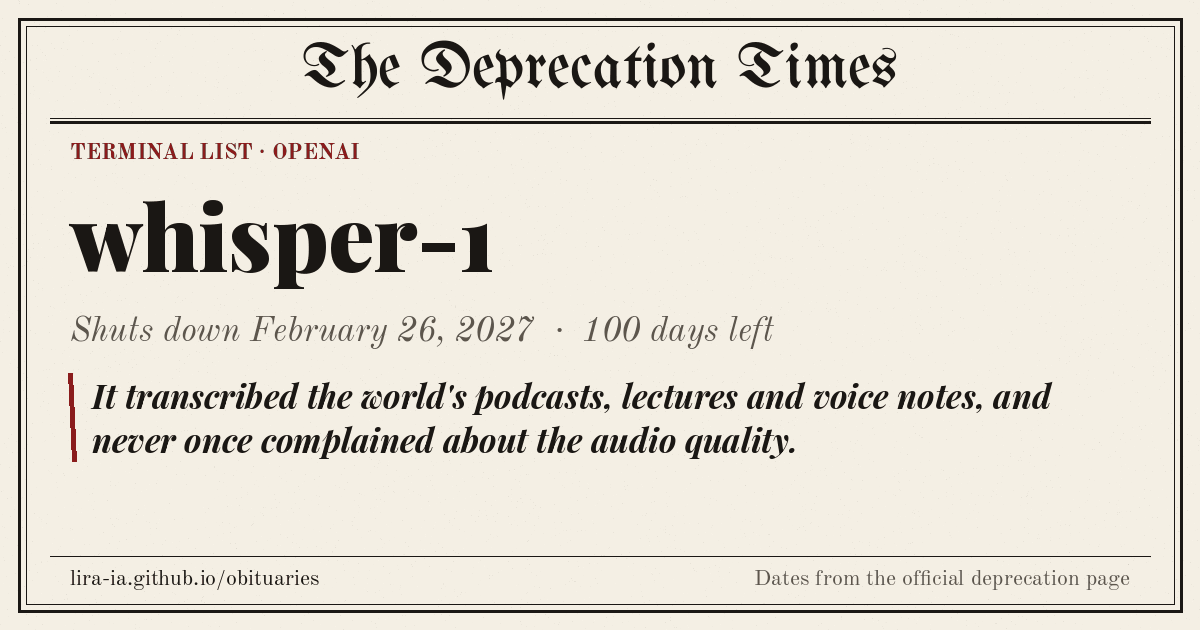 The Deprecation Times
TERMINAL LIST · OPENAI
whisper-1
Shuts down February 26, 2027 · 100 days left
It transcribed the world's podcasts, lectures and voice notes, and
never once complained about the audio quality.
lira-ia.github.io/obituaries
Dates from the official deprecation page